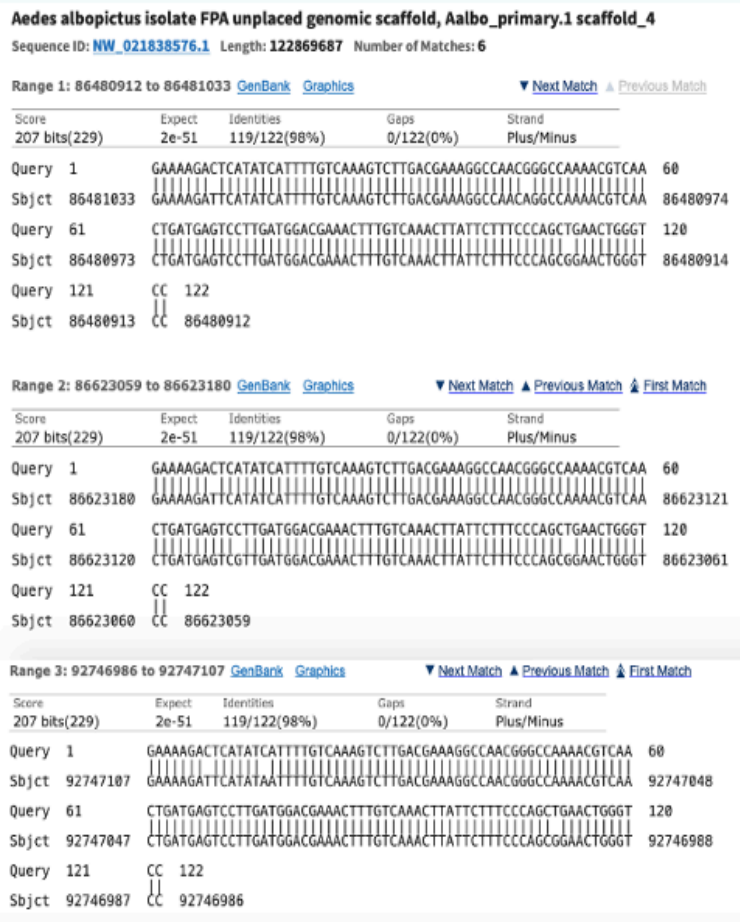 Aedes albopictus isolate FPA unplaced genomic scaffold, Aalbo_primary.1 scaffold_4
Sequence ID: NW_021838576.1 Length: 122869687 Number of Matches: 6
Range 1: 86480912 to 86481033 GenBank Graphics ▼ Next Match ▲ Previous Match
Score Expect Identities Gaps Strand
207 bits(229) 2e-51 119/122(98%) 0/122(0%) Plus/Minus
Query 1 GAAAAGACTCATATCATTTTGTCAAAGTCTTGACGAAAGGCCAACGGGCCAAAACGTCAA 60
Sbjct 86481033 GAAAAGATTCATATCATTTTGTCAAAGTCTTGACGAAAGGCCAACAGGCCAAAACGTCAA 86480974
Query 61 CTGATGAGTCCTTGATGGACGAAACTTTGTCAAACTTATTCTTTCCCAGCTGAACTGGGT 120
Sbjct 86480973 CTGATGAGTCCTTGATGGACGAAACTTTGTCAAACTTATTCTTTCCCAGCGGAACTGGGT 86480914
Query 121 CC 122
Sbjct 86480913 CC 86480912
Range 2: 86623059 to 86623180 GenBank Graphics ▼ Next Match ▲ Previous Match First Match
Score Expect Identities Gaps Strand
207 bits(229) 2e-51 119/122(98%) 0/122(0%) Plus/Minus
Query 1 GAAAAGACTCATATCATTTTGTCAAAGTCTTGACGAAAGGCCAACGGGCCAAAACGTCAA 60
Sbjct 86623180 GAAAAGATTCATATCATTTTGTCAAAGTCTTGACGAAAGGCCAACGGGCCAAAACGTCAA 86623121
Query 61 CTGATGAGTCCTTGATGGACGAAACTTTGTCAAACTTATTCTTTCCCAGCTGAACTGGGT 120
Sbjct 86623120 CTGATGAGTCGTTGATGGACGAAACTTTGTCAAACTTATTCTTTCCCAGCGGAACTGGGT 86623061
Query 121 CC 122
Sbjct 86623060 CC 86623059
Range 3: 92746986 to 92747107 GenBank Graphics ▼ Next Match ▲ Previous Match First Match
Score Expect Identities Gaps Strand
207 bits(229) 2e-51 119/122(98%) 0/122(0%) Plus/Minus
Query 1 GAAAAGACTCATATCATTTTGTCAAAGTCTTGACGAAAGGCCAACGGGCCAAAACGTCAA 60
Sbjct 92747107 GAAAAGATTCATATAATTTTGTCAAAGTCTTGACGAAAGGCCAACGGGCCAAAACGTCAA 92747048
Query 61 CTGATGAGTCCTTGATGGACGAAACTTTGTCAAACTTATTCTTTCCCAGCTGAACTGGGT 120
Sbjct 92747047 CTGATGAGTCCTTGATGGACGAAACTTTGTCAAACTTATTCTTTCCCAGCGGAACTGGGT 92746988
Query 121 CC 122
Sbjct 92746987 CC 92746986